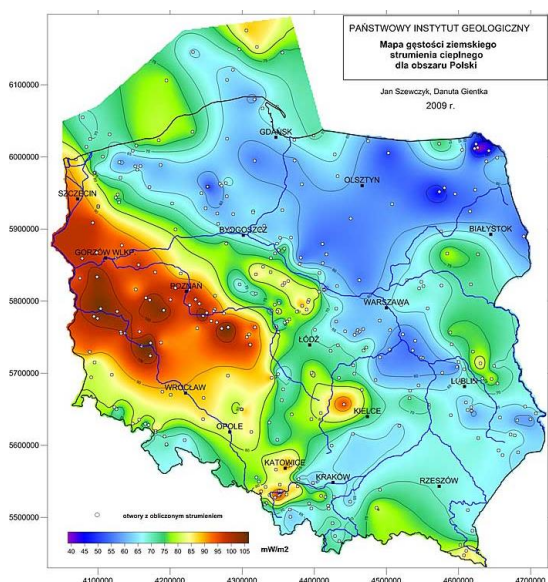 PAŃSTWOWY INSTYTUT GEOLOGICZNY
Mapa gęstości ziemskiego
strumienia cieplnego
dla obszaru Polski
Jan Szewczyk, Danuta Gientka
2009 r.
6100000
GDAŃSK
6000000
OLSZTYN
SZCZECIN
BIAŁYSTOK
5900000
BYDGOSZCZ
GORZÓW WLKP.
POZNAŃ
5800000
WARSZAWA
ŁÓDŹ
5700000
LUBLIN
WROCŁAW
KIELCE
OPOLE
5600000
KATOWICE
KRAKÓW
RZESZÓW
5500000
otwory z obliczonym strumieniem
40 45 50 55 60 65 70 75 80 85 90 95 100 105
mW/m2
4100000 4200000 4300000 4400000 4500000 4600000 4700000